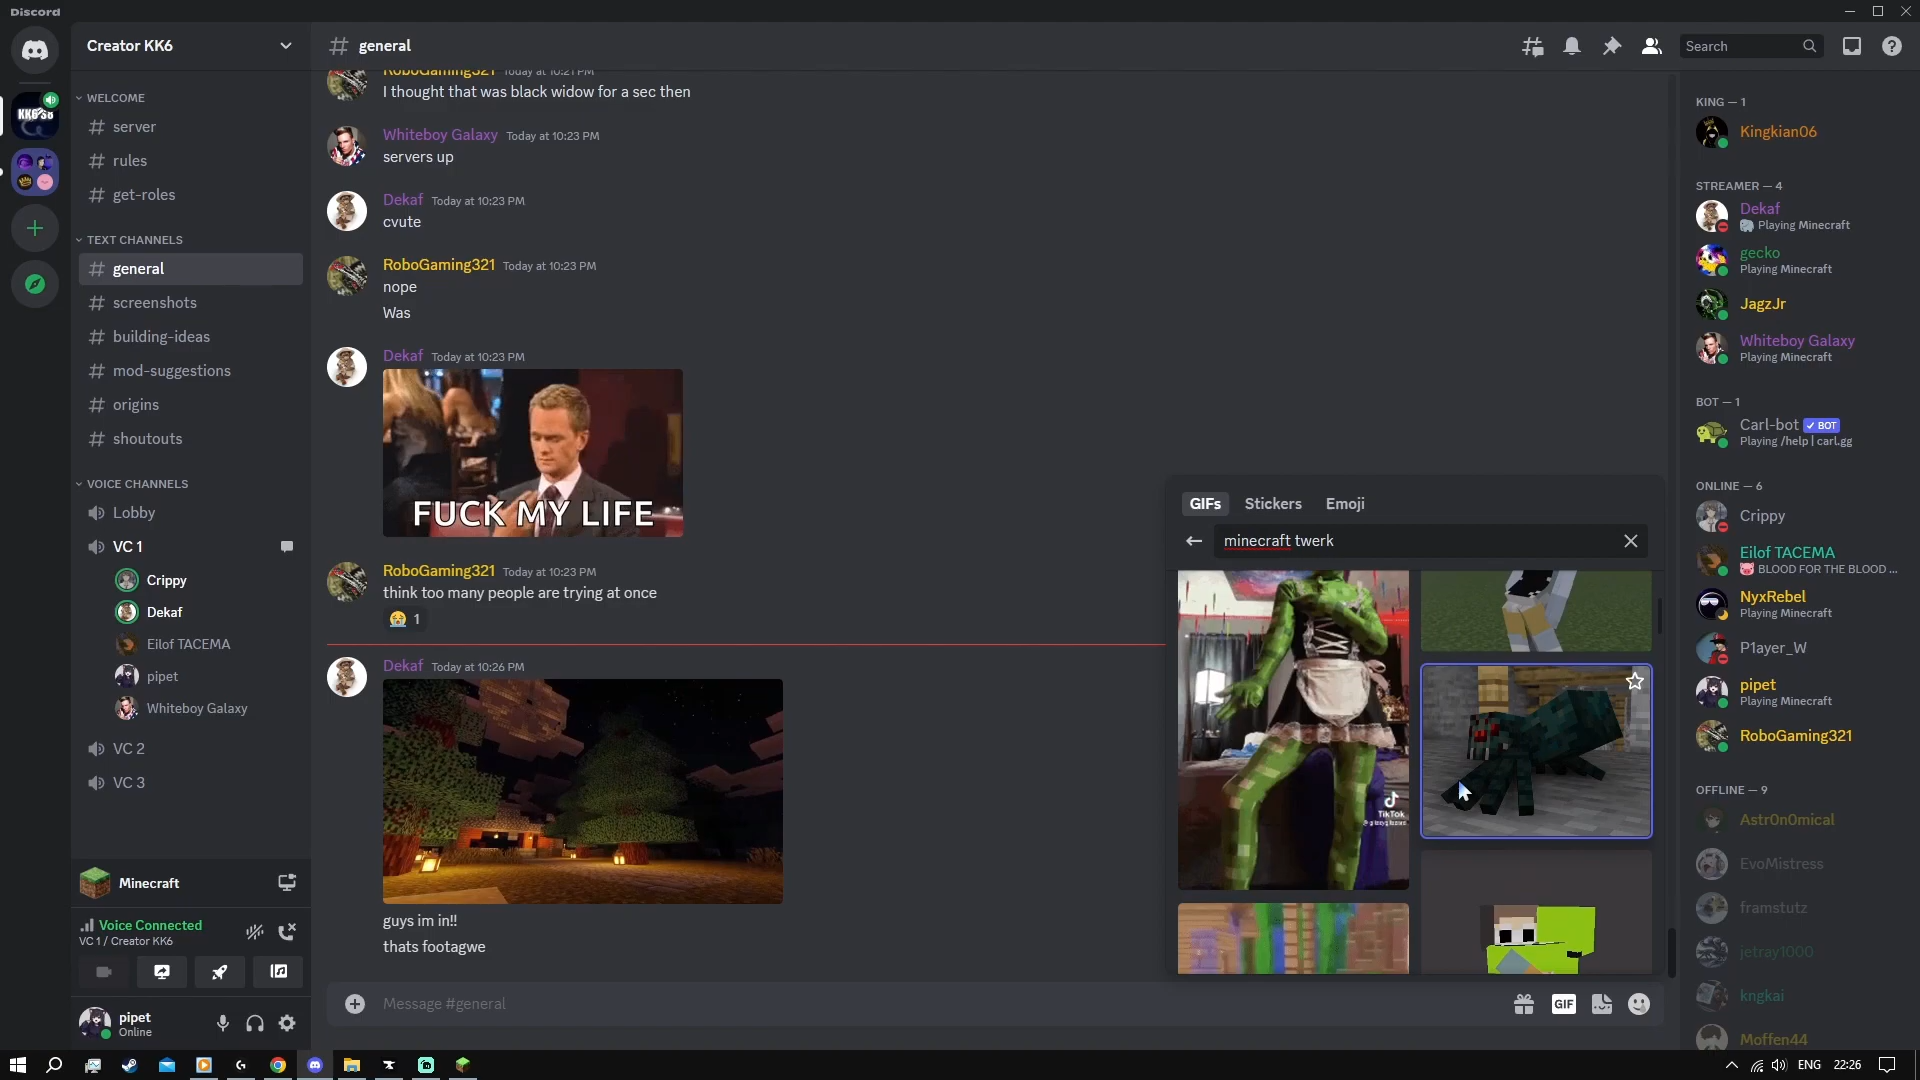 Discord
Creator KK6
general
Search
WELCOME
server
rules
get-roles
TEXT CHANNELS
general
screenshots
building-ideas
mod-suggestions
origins
shoutouts
VOICE CHANNELS
Lobby
VC 1
Crippy
Dekaf
Eilof TACEMA
pipet
Whiteboy Galaxy
VC 2
VC 3
Minecraft
Voice Connected
VC 1 / Creator KK6
pipet
Online
RoboGaming321 Today at 10:21 PM
I thought that was black widow for a sec then
Whiteboy Galaxy Today at 10:23 PM
servers up
Dekaf Today at 10:23 PM
cvute
RoboGaming321 Today at 10:23 PM
nope
Was
Dekaf Today at 10:23 PM
FUCK MY LIFE
RoboGaming321 Today at 10:23 PM
think too many people are trying at once
1
Dekaf Today at 10:26 PM
guys im in!!
thats footagwe
Message #general
GIF
GIFs Stickers Emoji
minecraft twerk
TikTok
KING — 1
Kingkian06
STREAMER — 4
Dekaf
Playing Minecraft
gecko
Playing Minecraft
JagzJr
Whiteboy Galaxy
Playing Minecraft
BOT — 1
Carl-bot BOT
Playing /help | carl.gg
ONLINE — 6
Crippy
Eilof TACEMA
BLOOD FOR THE BLOOD ...
NyxRebel
Playing Minecraft
P1ayer_W
pipet
Playing Minecraft
RoboGaming321
OFFLINE — 9
Astr0n0mical
EvoMistress
framstutz
jetray1000
kngkai
Moffen44
ENG 22:26